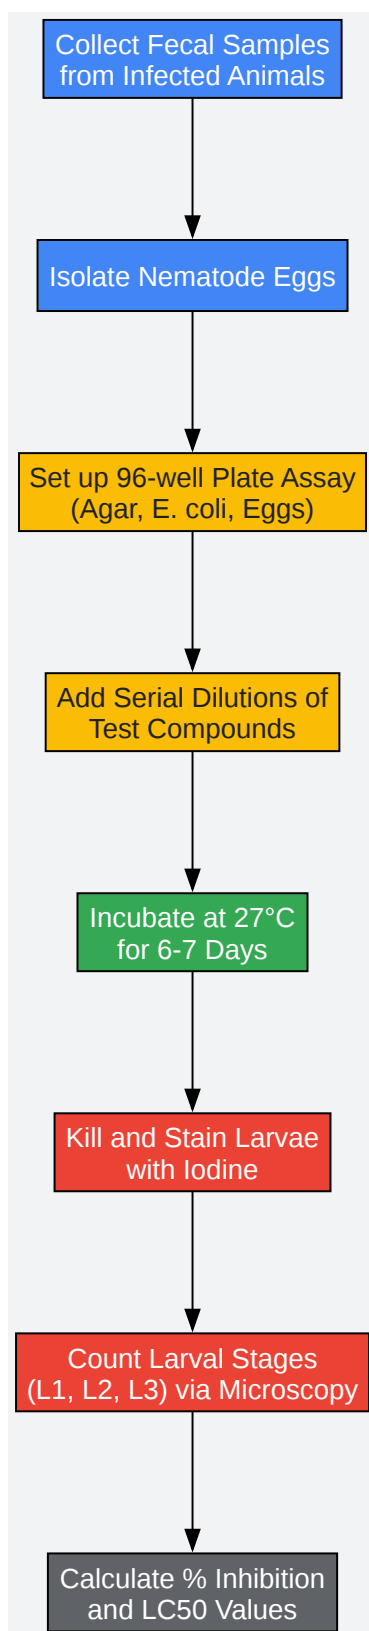 Collect Fecal Samples
from Infected Animals
Isolate Nematode Eggs
Set up 96-well Plate Assay
(Agar, E. coli, Eggs)
Add Serial Dilutions of
Test Compounds
Incubate at 27°C
for 6-7 Days
Kill and Stain Larvae
with Iodine
Count Larval Stages
(L1, L2, L3) via Microscopy
Calculate % Inhibition
and LC50 Values